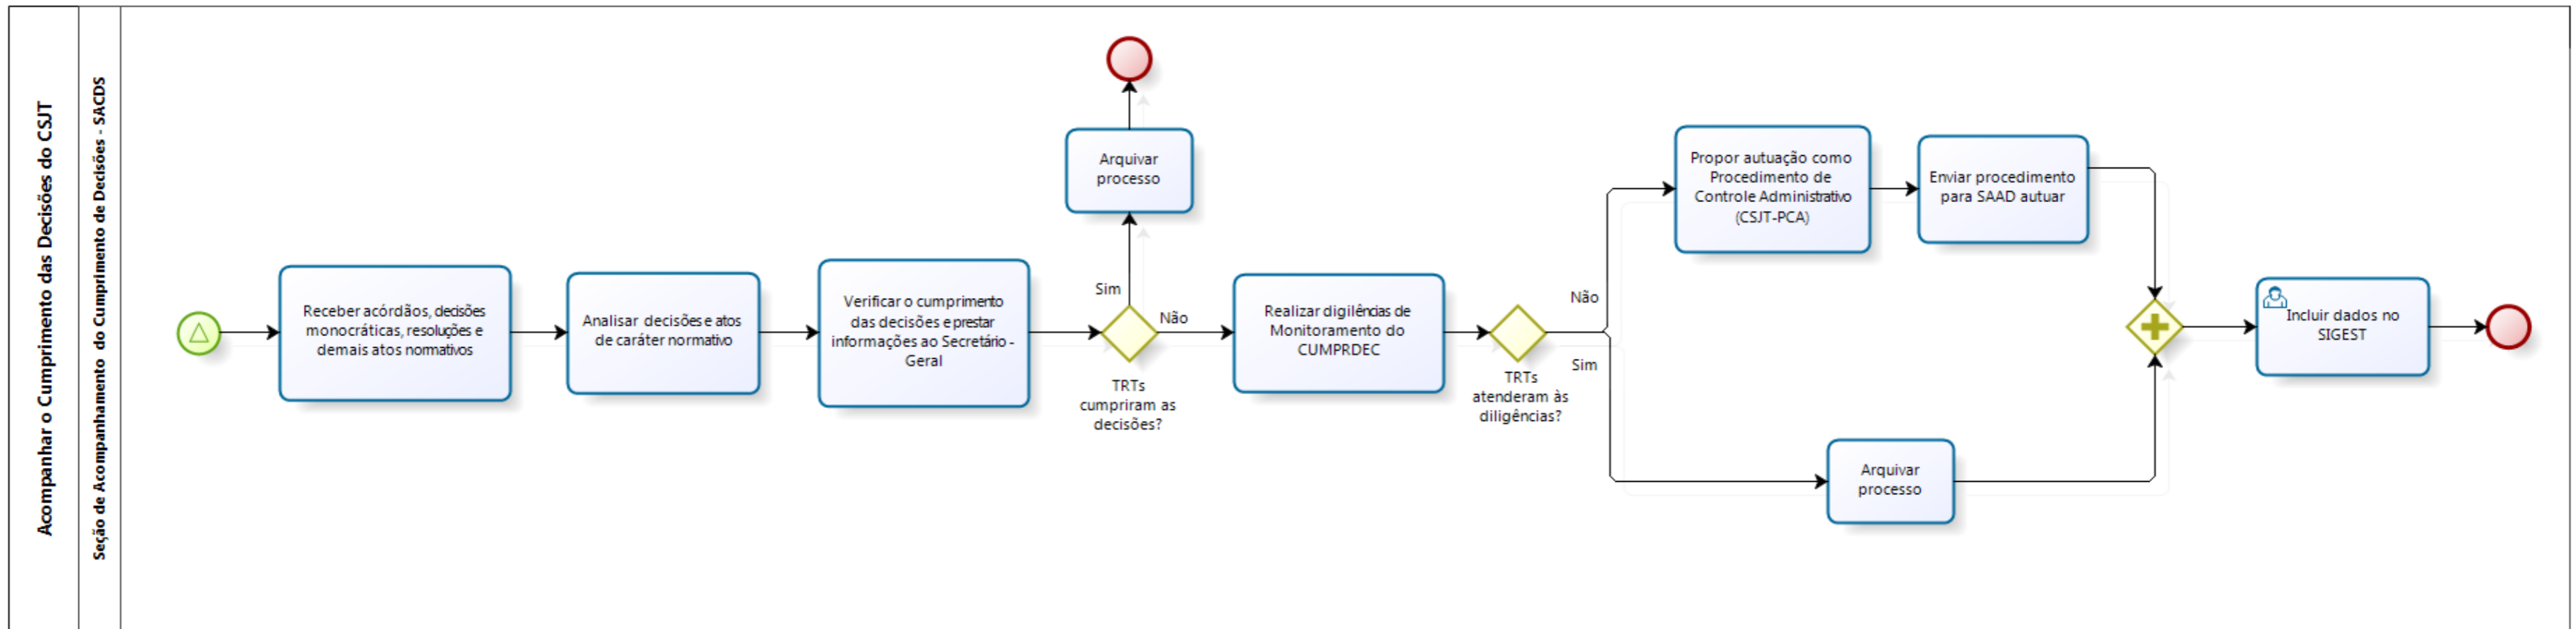 Acompanhar o Cumprimento das Decisões do CSJT
Seção de Acompanhamento do Cumprimento de Decisões - SACDS
Receber acórdãos, decisões
monocráticas, resoluções e
demais atos normativos
Analisar decisões e atos
de caráter normativo
Verificar o cumprimento
das decisões e prestar
informações ao Secretário -
Geral
Arquivar
processo
Sim
Não
TRTs
cumpriram as
decisões?
Realizar digilências de
Monitoramento do
CUMPRDEC
TRTs
atenderam às
diligências?
Não
Sim
Propor autuação como
Procedimento de
Controle Administrativo
(CSJT-PCA)
Enviar procedimento
para SAAD autuar
Arquivar
processo
Incluir dados no
SIGEST